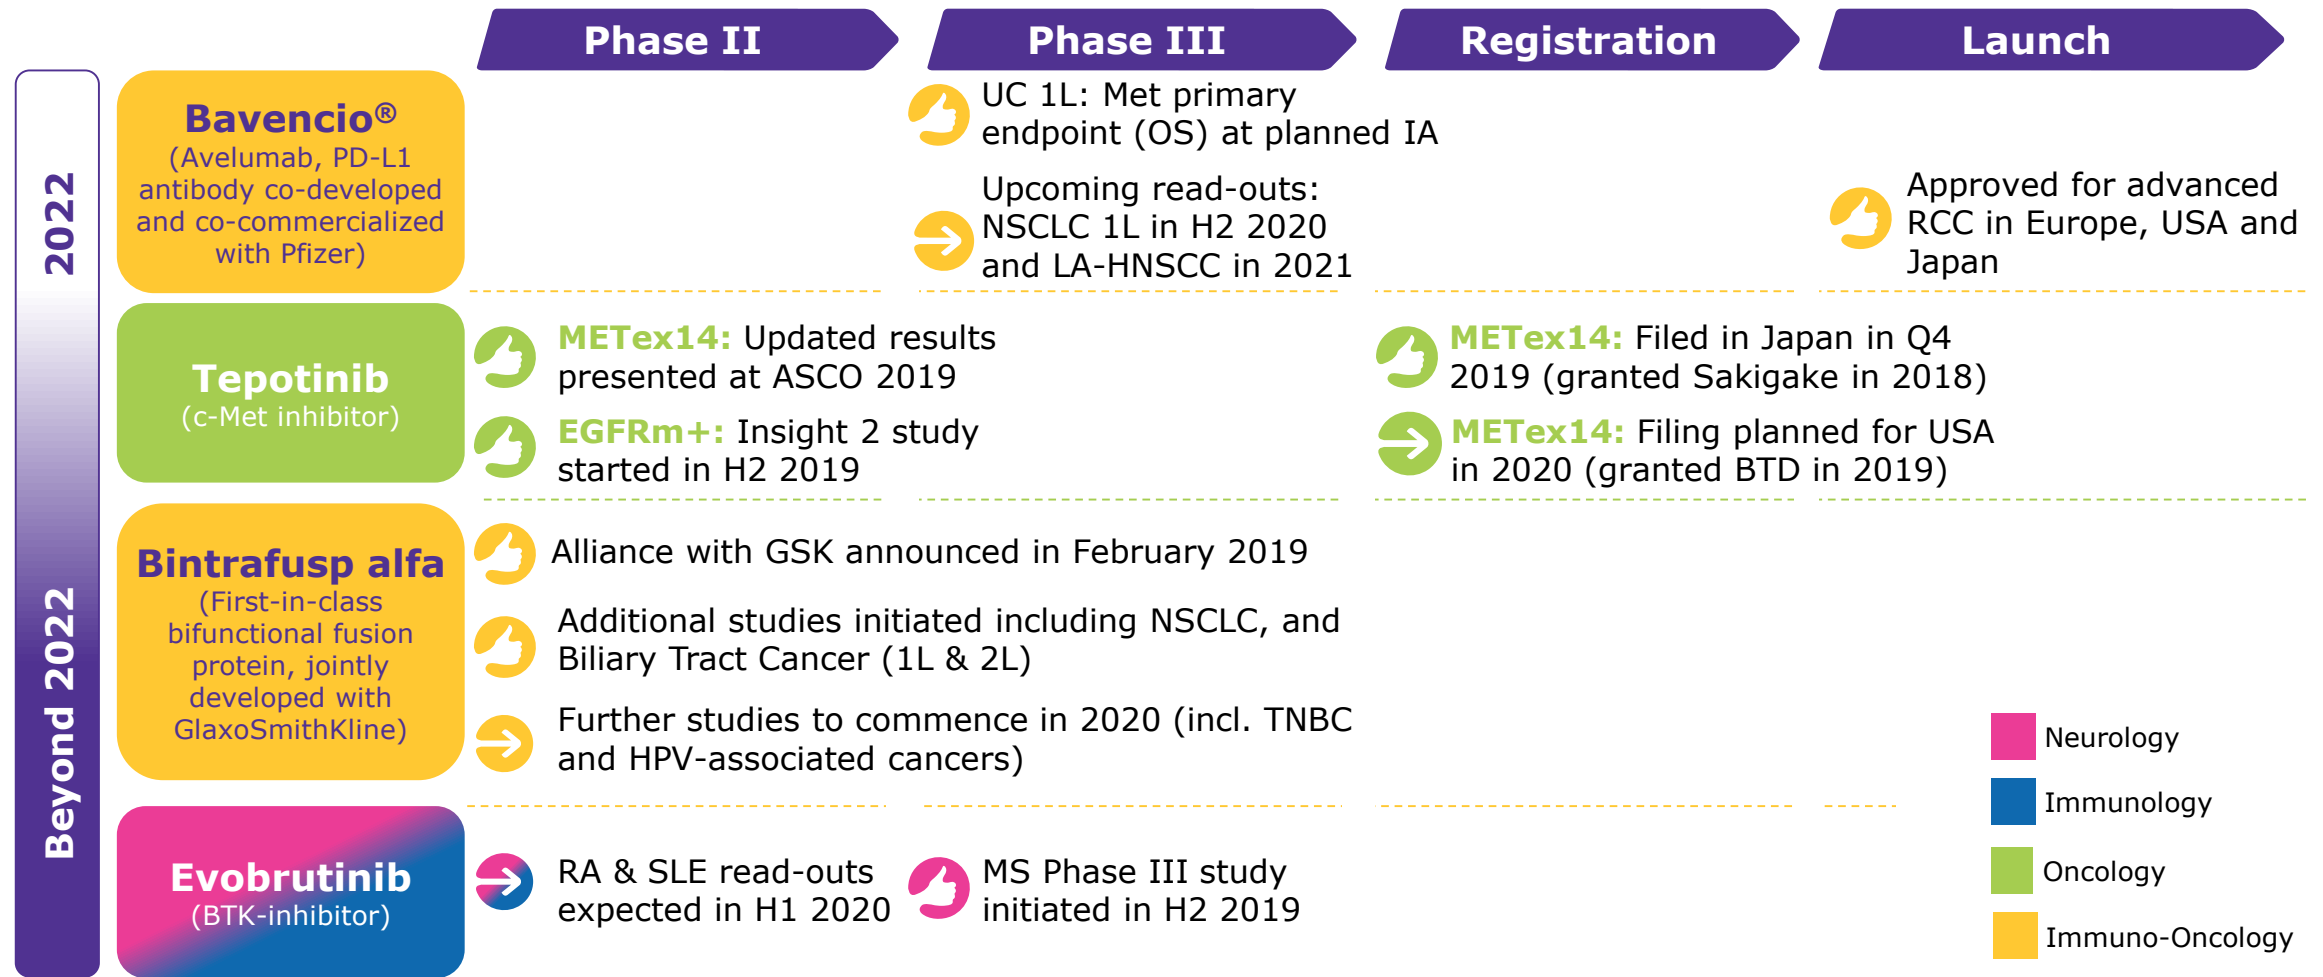 Phase II
Phase III
Registration
Launch
2022
Beyond 2022
Bavencio®
(Avelumab, PD-L1
antibody co-developed
and co-commercialized
with Pfizer)
UC 1L: Met primary
endpoint (OS) at planned IA
Upcoming read-outs:
NSCLC 1L in H2 2020
and LA-HNSCC in 2021
Approved for advanced
RCC in Europe, USA and
Japan
Tepotinib
(c-Met inhibitor)
METex14: Updated results
presented at ASCO 2019
EGFRm+: Insight 2 study
started in H2 2019
METex14: Filed in Japan in Q4
2019 (granted Sakigake in 2018)
METex14: Filing planned for USA
in 2020 (granted BTD in 2019)
Bintrafusp alfa
(First-in-class
bifunctional fusion
protein, jointly
developed with
GlaxoSmithKline)
Alliance with GSK announced in February 2019
Additional studies initiated including NSCLC, and
Biliary Tract Cancer (1L & 2L)
Further studies to commence in 2020 (incl. TNBC
and HPV-associated cancers)
Evobrutinib
(BTK-inhibitor)
RA & SLE read-outs
expected in H1 2020
MS Phase III study
initiated in H2 2019
Neurology
Immunology
Oncology
Immuno-Oncology